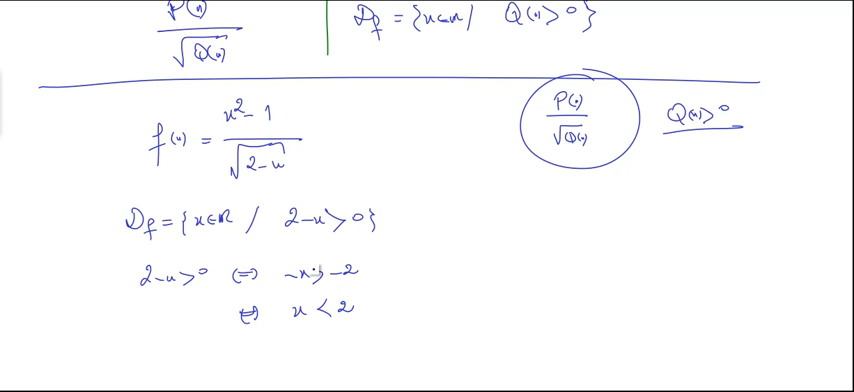 P(x)/√Q(x) | Df = {x∈ℝ / Q(x) > 0}
f(x) = (x² - 1)/√(2-x)
P(x)/√Q(x) Q(x) > 0
Df = {x∈ℝ / 2-x > 0}
2-x > 0 ⇔ -x > -2
⇔ x < 2